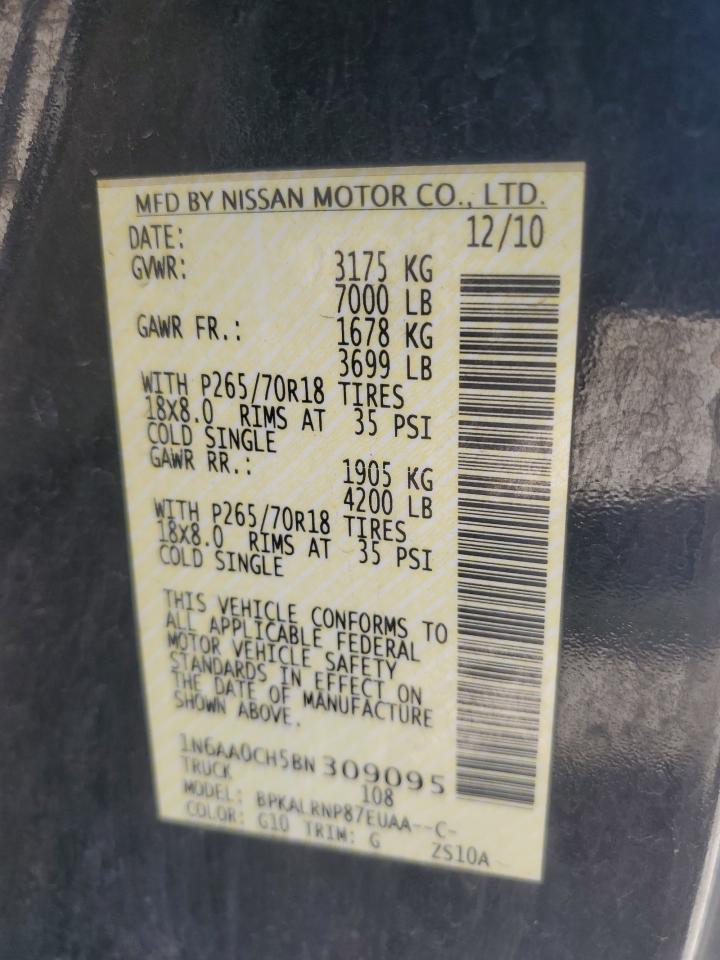 MFD BY NISSAN MOTOR CO., LTD.
DATE: 12/10
GVWR: 3175 KG
7000 LB
GAWR FR.: 1678 KG
3699 LB
WITH P265/70R18 TIRES
18X8.0 RIMS AT 35 PSI
COLD SINGLE
GAWR RR.: 1905 KG
4200 LB
WITH P265/70R18 TIRES
18X8.0 RIMS AT 35 PSI
COLD SINGLE
THIS VEHICLE CONFORMS TO
ALL APPLICABLE FEDERAL
MOTOR VEHICLE SAFETY
STANDARDS IN EFFECT ON
THE DATE OF MANUFACTURE
SHOWN ABOVE.
1N6AA0CH5BN 309095
TRUCK 108
MODEL: BPKALRNP87EUAA--C-
COLOR: G10 TRIM: G ZS10A